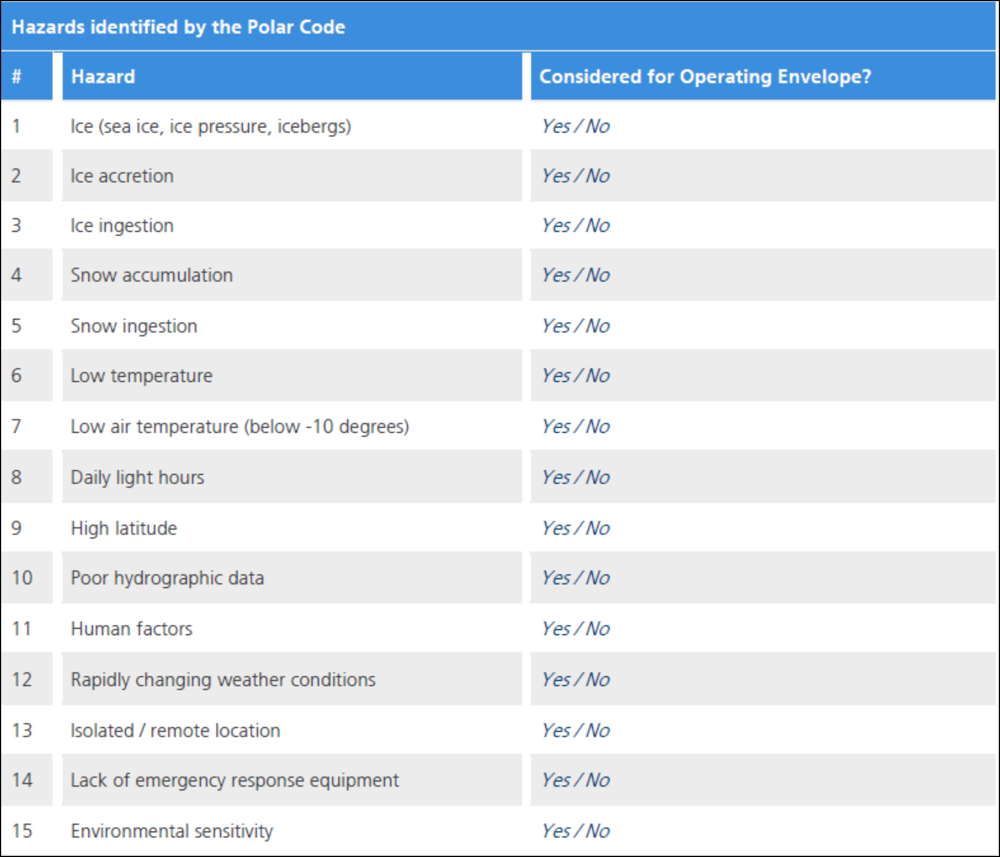 Hazards identified by the Polar Code
# Hazard Considered for Operating Envelope?
1 Ice (sea ice, ice pressure, icebergs) Yes / No
2 Ice accretion Yes / No
3 Ice ingestion Yes / No
4 Snow accumulation Yes / No
5 Snow ingestion Yes / No
6 Low temperature Yes / No
7 Low air temperature (below -10 degrees) Yes / No
8 Daily light hours Yes / No
9 High latitude Yes / No
10 Poor hydrographic data Yes / No
11 Human factors Yes / No
12 Rapidly changing weather conditions Yes / No
13 Isolated / remote location Yes / No
14 Lack of emergency response equipment Yes / No
15 Environmental sensitivity Yes / No